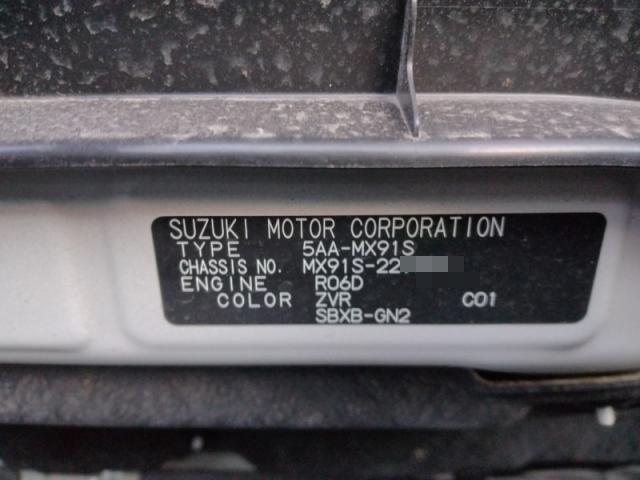 SUZUKI MOTOR CORPORATION
TYPE 5AA-MX91S
CHASSIS NO. MX91S-22
ENGINE R06D
COLOR ZVR C01
SBXB-GN2